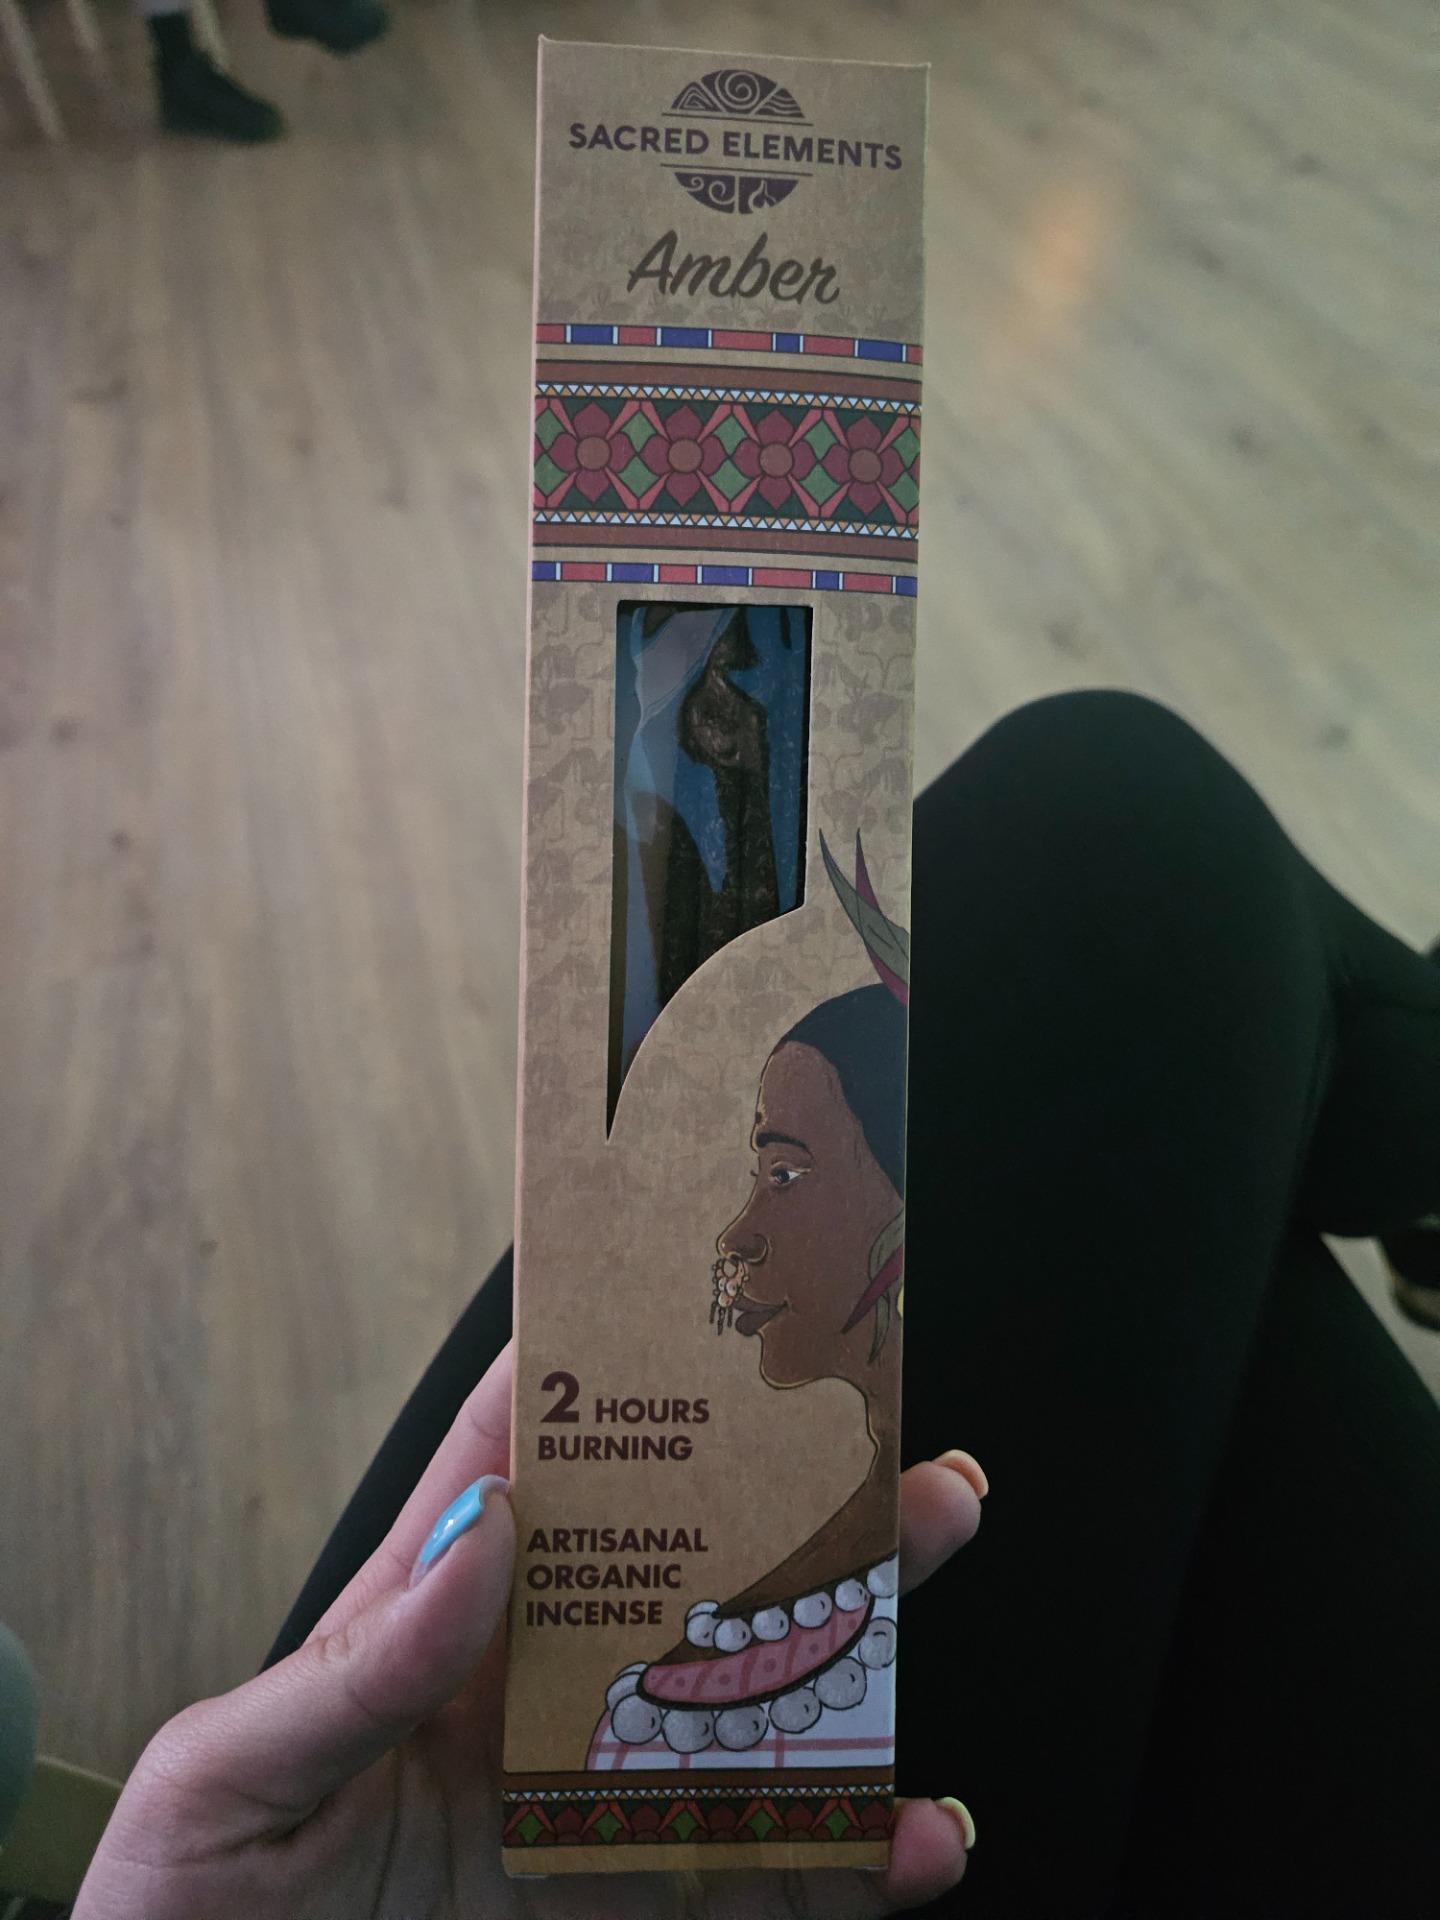 SACRED ELEMENTS
Amber
2 HOURS
BURNING
ARTISANAL
ORGANIC
INCENSE